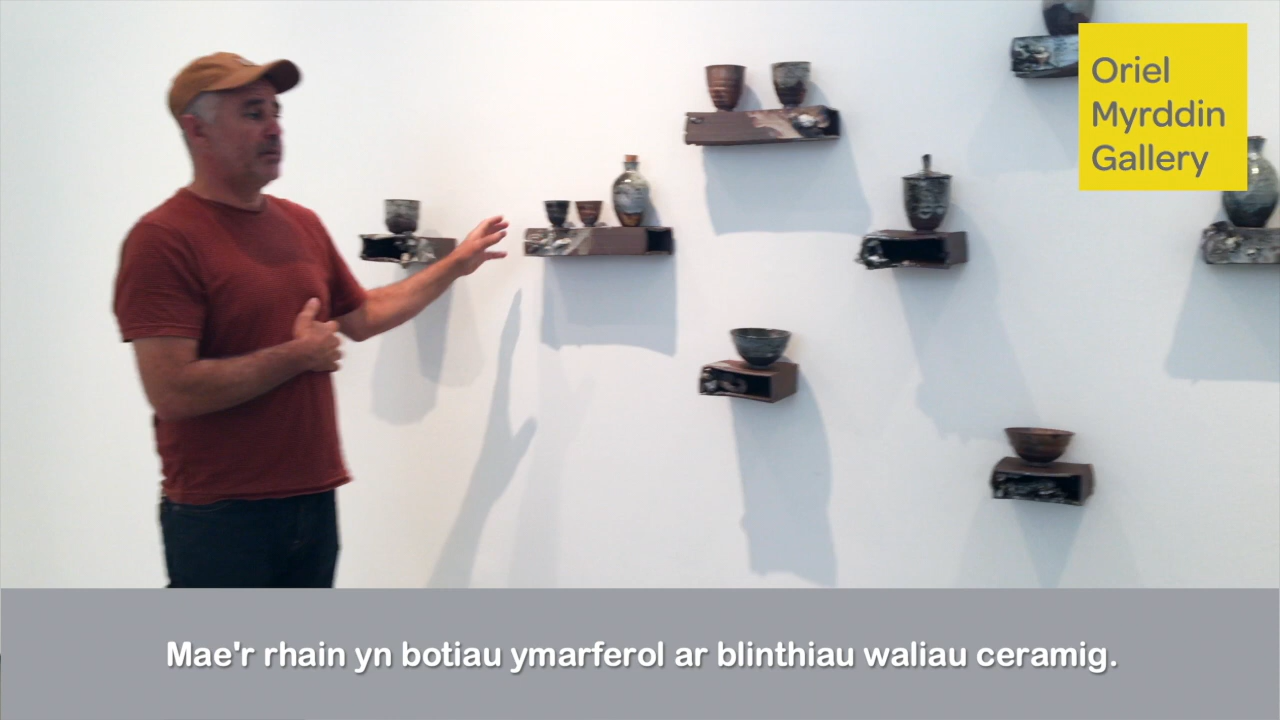 Oriel
Myrddin
Gallery
Mae'r rhain yn botiau ymarferol ar blinthiau waliau ceramig.